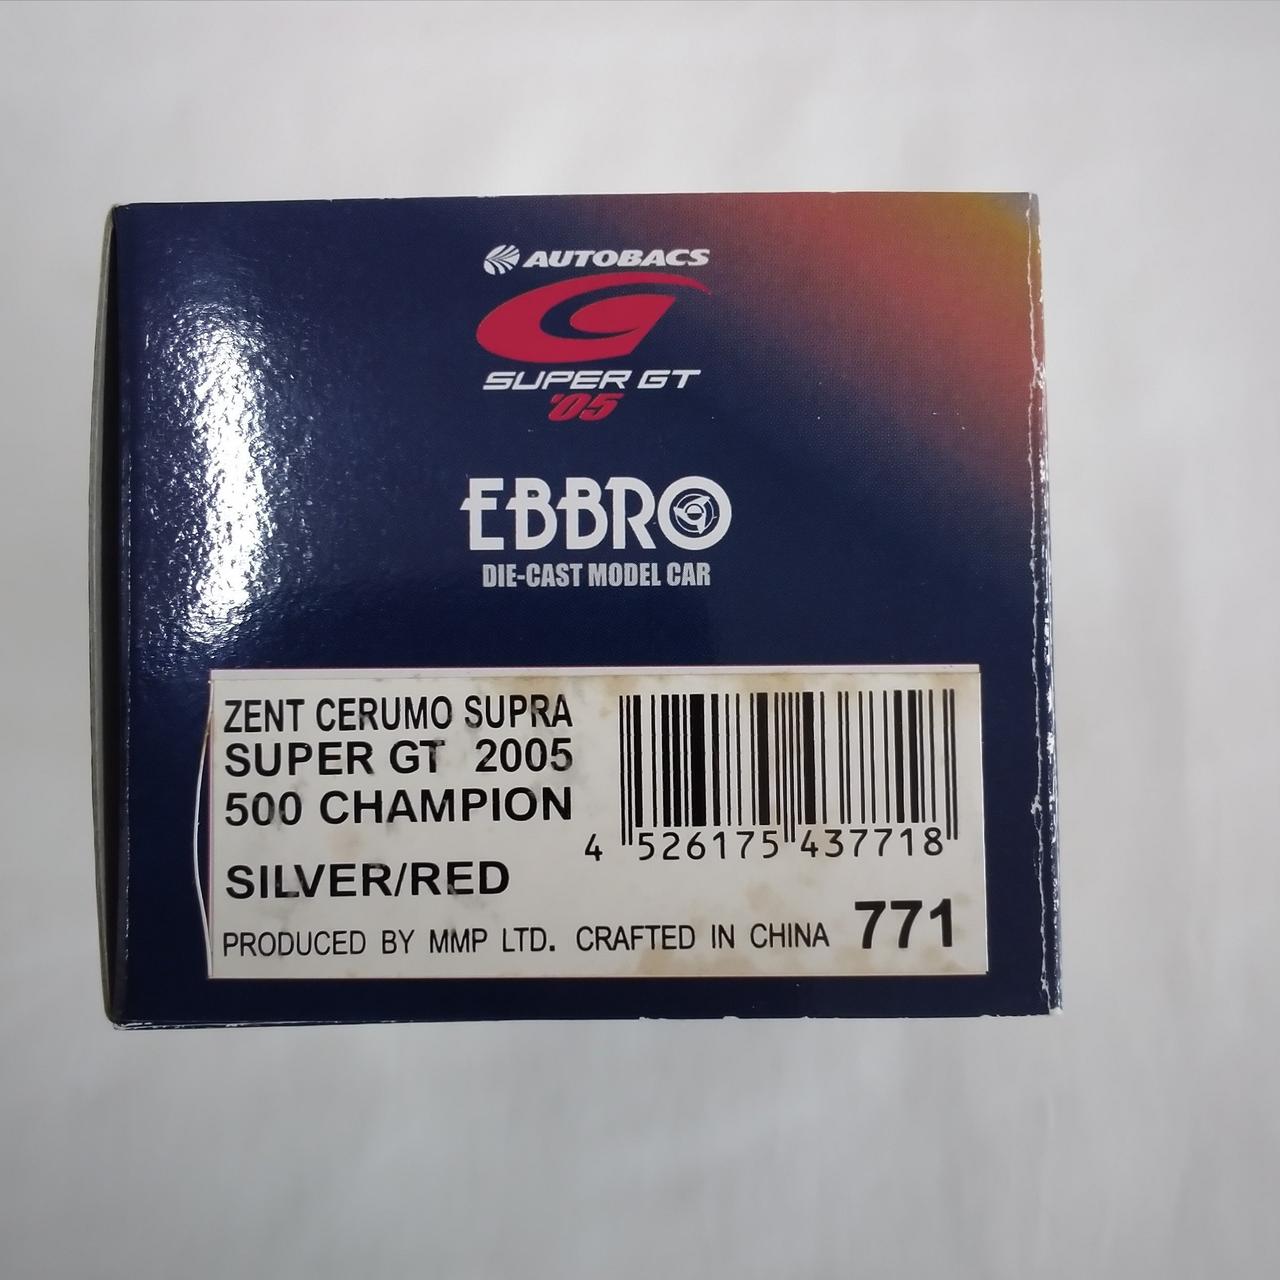 AUTOBACS
SUPER GT
'05
EBBRO
DIE-CAST MODEL CAR
ZENT CERUMO SUPRA
SUPER GT 2005
500 CHAMPION
SILVER/RED
4 526175 437718
PRODUCED BY MMP LTD. CRAFTED IN CHINA 771